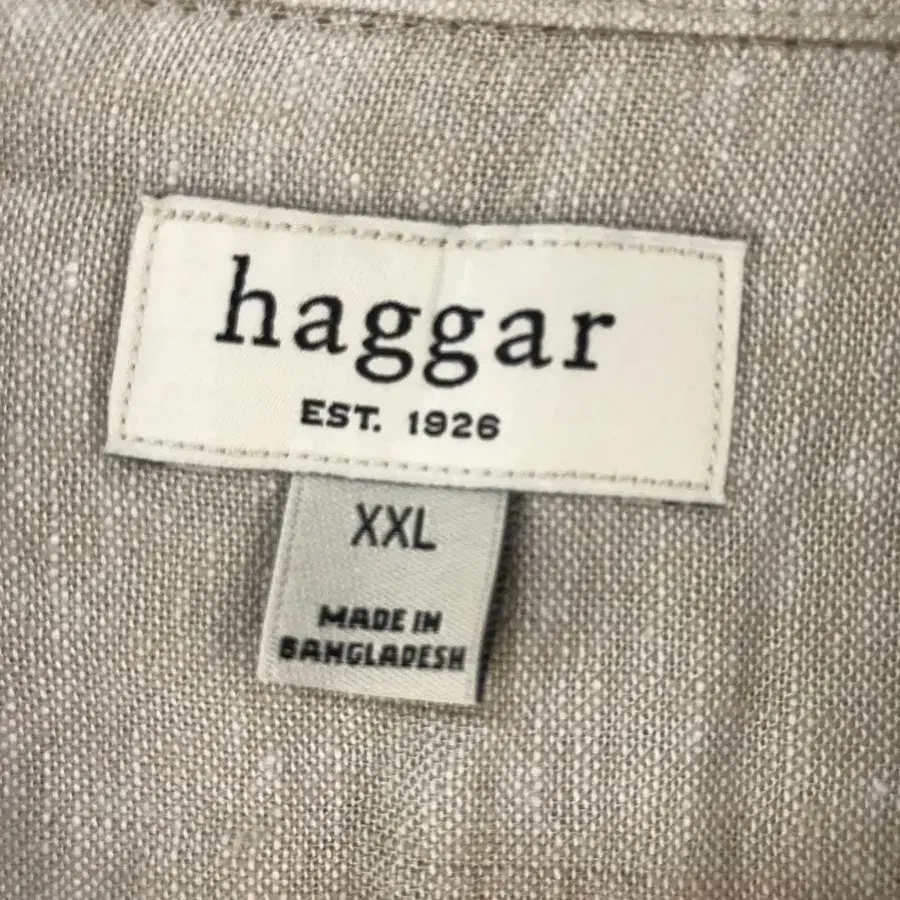 haggar
EST. 1926
XXL
MADE IN
BANGLADESH